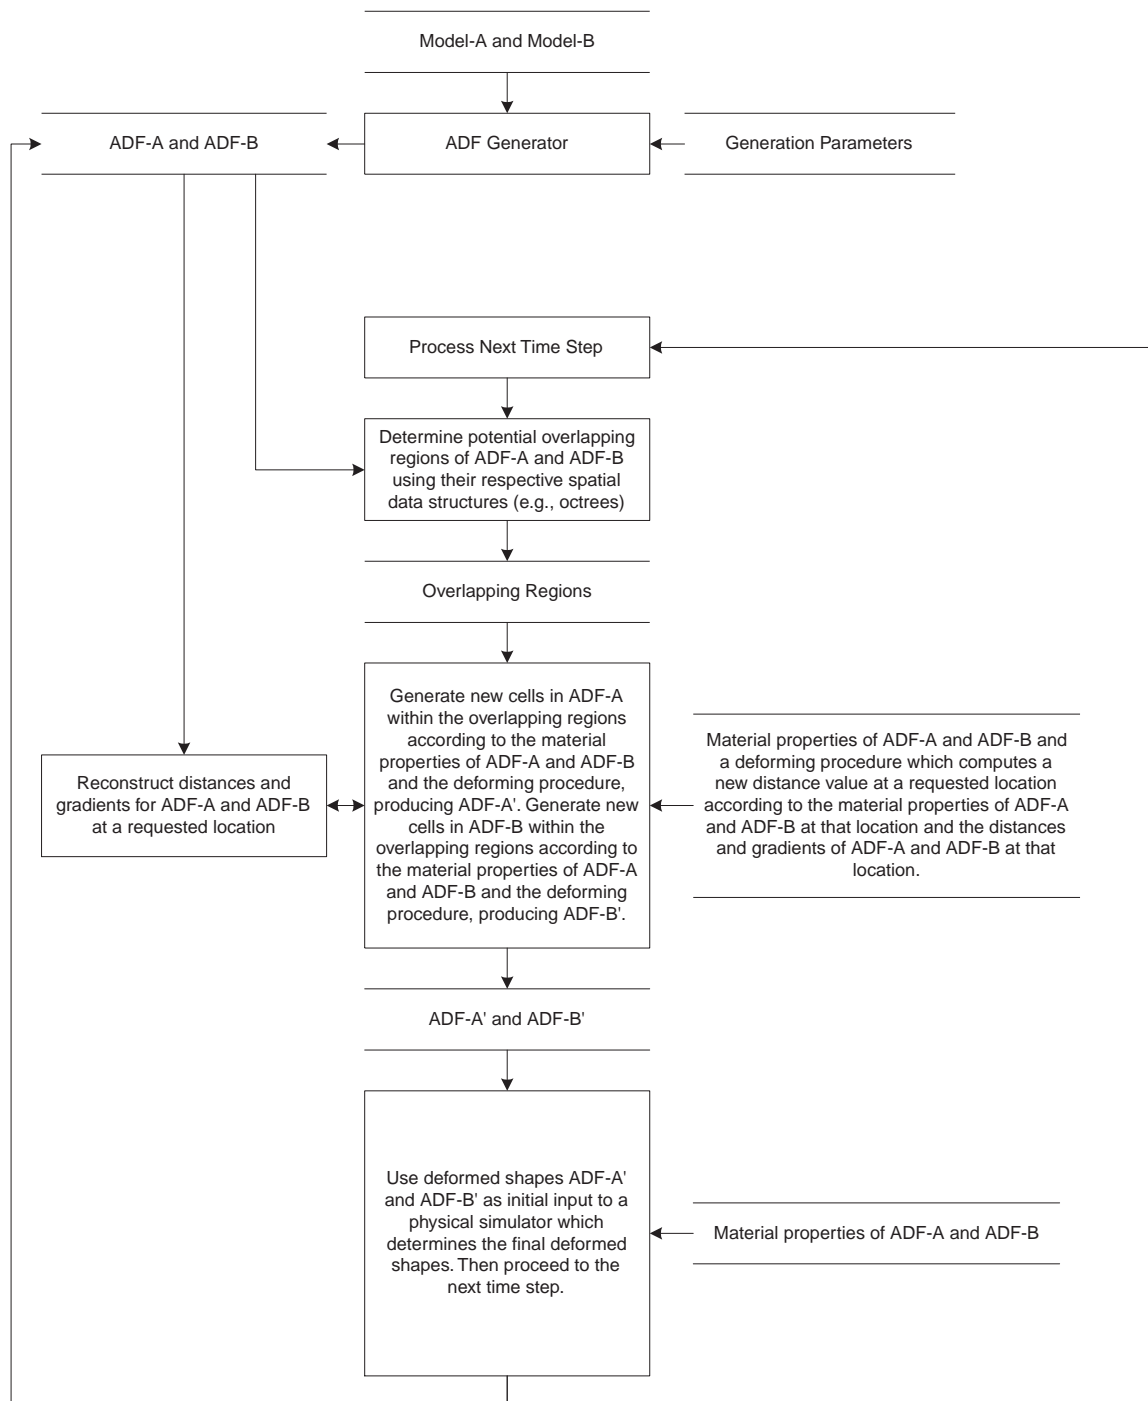 Model-A and Model-B
ADF-A and ADF-B
ADF Generator
Generation Parameters
Process Next Time Step
Determine potential overlapping
regions of ADF-A and ADF-B
using their respective spatial
data structures (e.g., octrees)
Overlapping Regions
Reconstruct distances and
gradients for ADF-A and ADF-B
at a requested location
Generate new cells in ADF-A
within the overlapping regions
according to the material
properties of ADF-A and ADF-B
and the deforming procedure,
producing ADF-A'. Generate new
cells in ADF-B within the
overlapping regions according to
the material properties of ADF-A
and ADF-B and the deforming
procedure, producing ADF-B'.
Material properties of ADF-A and ADF-B and
a deforming procedure which computes a
new distance value at a requested location
according to the material properties of ADF-A
and ADF-B at that location and the distances
and gradients of ADF-A and ADF-B at that
location.
ADF-A' and ADF-B'
Use deformed shapes ADF-A'
and ADF-B' as initial input to a
physical simulator which
determines the final deformed
shapes. Then proceed to the
next time step.
Material properties of ADF-A and ADF-B